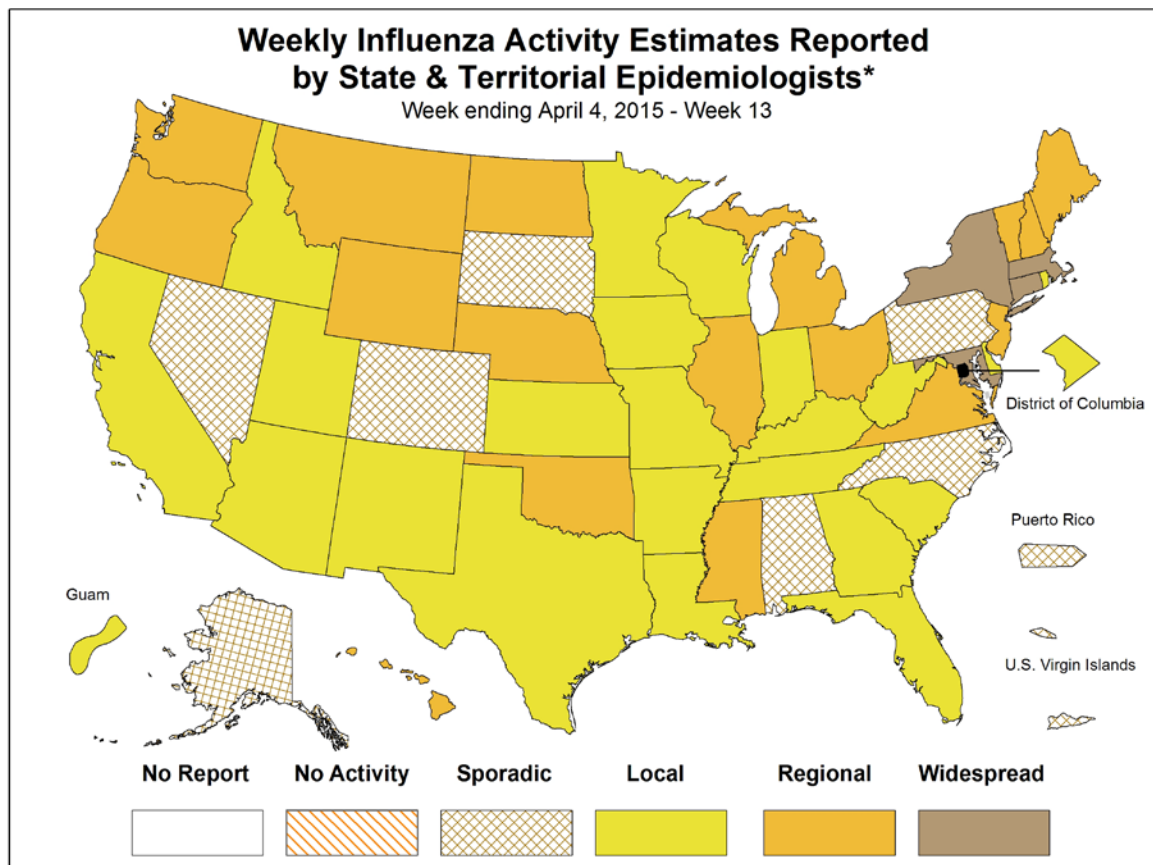 Weekly Influenza Activity Estimates Reported
by State & Territorial Epidemiologists*
Week ending April 4, 2015 - Week 13
District of Columbia
Puerto Rico
Guam
U.S. Virgin Islands
No Report No Activity Sporadic Local Regional Widespread